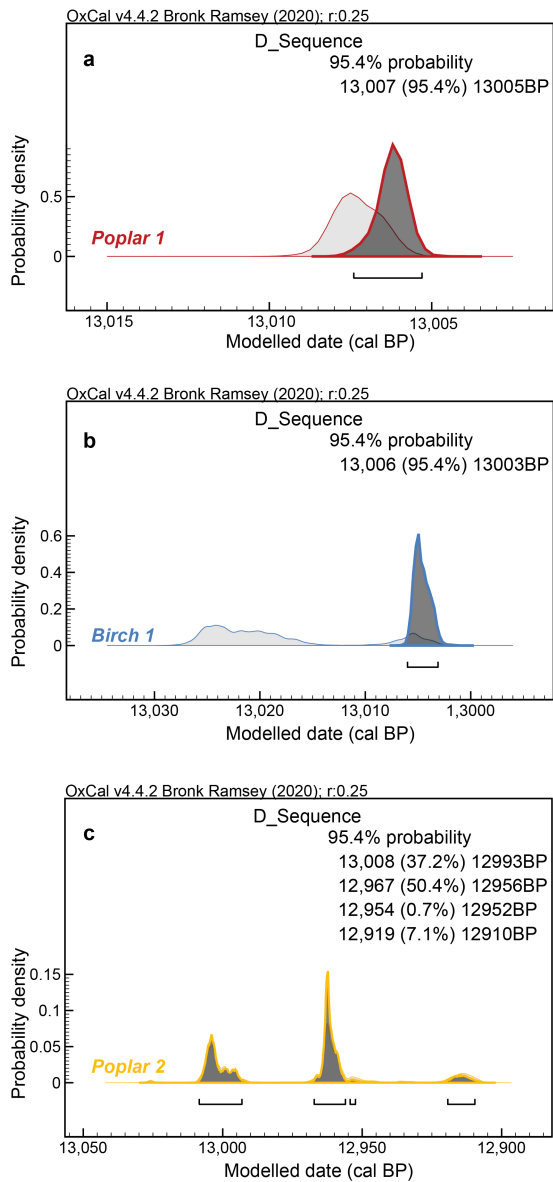 OxCal v4.4.2 Bronk Ramsey (2020); r:0.25
a
D_Sequence
95.4% probability
13,007 (95.4%) 13005BP
Probability density
0.5
0
Poplar 1
13,015 13,010 13,005
Modelled date (cal BP)
OxCal v4.4.2 Bronk Ramsey (2020); r:0.25
b
D_Sequence
95.4% probability
13,006 (95.4%) 13003BP
Probability density
0.6
0.4
0.2
0
Birch 1
13,030 13,020 13,010 1,3000
Modelled date (cal BP)
OxCal v4.4.2 Bronk Ramsey (2020); r:0.25
c
D_Sequence
95.4% probability
13,008 (37.2%) 12993BP
12,967 (50.4%) 12956BP
12,954 (0.7%) 12952BP
12,919 (7.1%) 12910BP
Probability density
0.15
0.1
0.05
0
Poplar 2
13,050 13,000 12,950 12,900
Modelled date (cal BP)